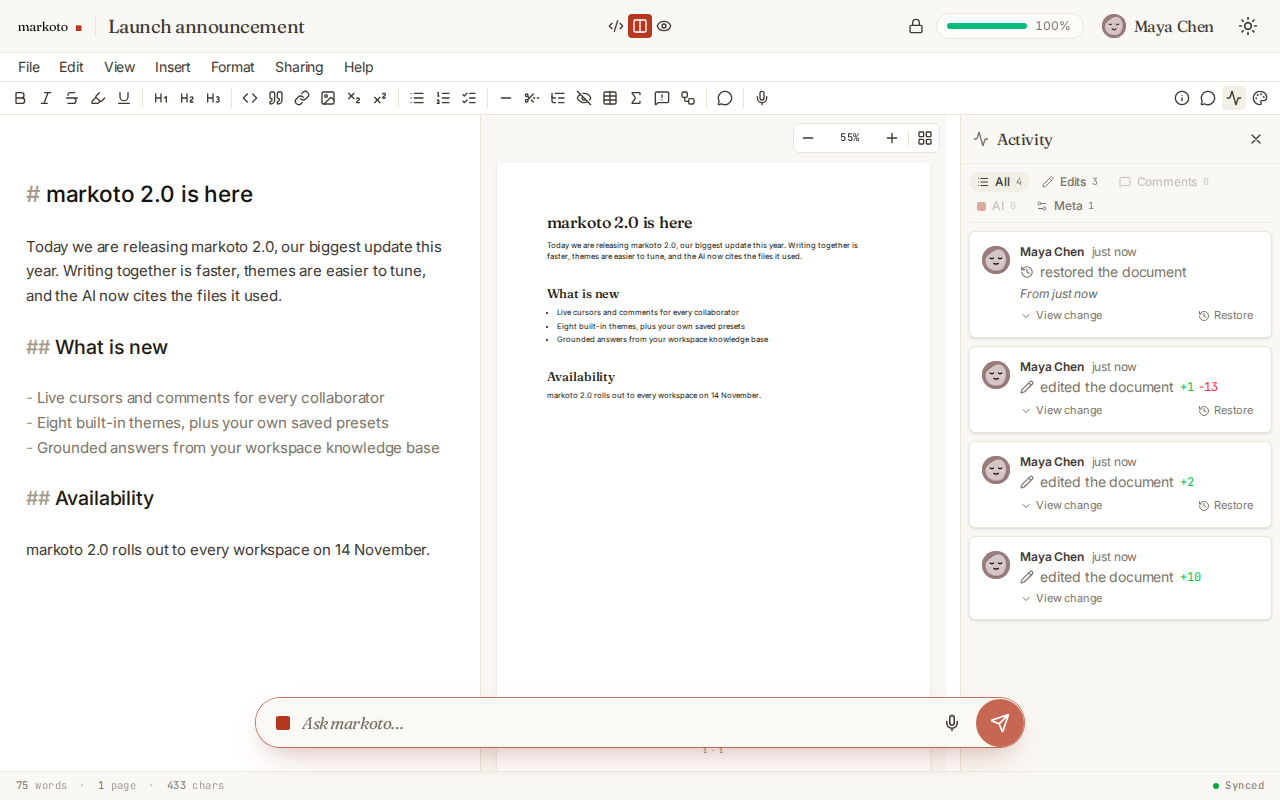 markoto
Launch announcement
100%
Maya Chen
File Edit View Insert Format Sharing Help
H1 H2 H3
55%
Activity
All 4 Edits 3 Comments 0
AI 0 Meta 1
# markoto 2.0 is here
Today we are releasing markoto 2.0, our biggest update this
year. Writing together is faster, themes are easier to tune,
and the AI now cites the files it used.
## What is new
- Live cursors and comments for every collaborator
- Eight built-in themes, plus your own saved presets
- Grounded answers from your workspace knowledge base
## Availability
markoto 2.0 rolls out to every workspace on 14 November.
markoto 2.0 is here
Today we are releasing markoto 2.0, our biggest update this year. Writing together is
faster, themes are easier to tune, and the AI now cites the files it used.
What is new
• Live cursors and comments for every collaborator
• Eight built-in themes, plus your own saved presets
• Grounded answers from your workspace knowledge base
Availability
markoto 2.0 rolls out to every workspace on 14 November.
1 · 1
Maya Chen just now
restored the document
From just now
View change Restore
Maya Chen just now
edited the document +1 -13
View change Restore
Maya Chen just now
edited the document +2
View change Restore
Maya Chen just now
edited the document +10
View change
Ask markoto...
75 words · 1 page · 433 chars
Synced